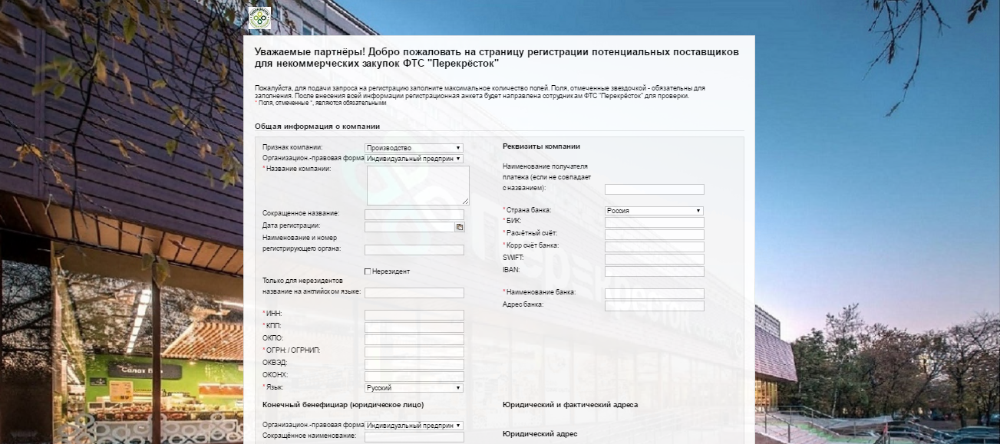 Уважаемые партнёры! Добро пожаловать на страницу регистрации потенциальных поставщиков
для некоммерческих закупок ФТС "Перекрёсток"
Пожалуйста, для подачи запроса на регистрацию заполните максимальное количество полей. Поля, отмеченные звездочкой - обязательны для
заполнения. После внесения всей информации регистрационная анкета будет направлена сотрудникам ФТС "Перекрёсток" для проверки.
* Поля, отмеченные *, являются обязательными
Общая информация о компании
Признак компании: Производство
Организацион.-правовая форма Индивидуальный предприн
* Название компании:
Сокращенное название:
Дата регистрации:
Наименование и номер
регистрирующего органа:
Нерезидент
Только для нерезидентов
название на английском языке:
* ИНН:
* КПП:
ОКПО:
* ОГРН: / ОГРНИП:
ОКВЭД:
ОКОНХ:
* Язык: Русский
Конечный бенефициар (юридическое лицо)
Организацион.-правовая форма Индивидуальный предприн
Сокращённое наименование:
Реквизиты компании
Наименование получателя
платежа (если не совпадает
с названием):
* Страна банка: Россия
* БИК:
* Расчётный счёт:
* Корр счёт банка:
SWIFT:
IBAN:
* Наименование банка:
Адрес банка:
Юридический и фактический адреса
Юридический адрес
Перекресток